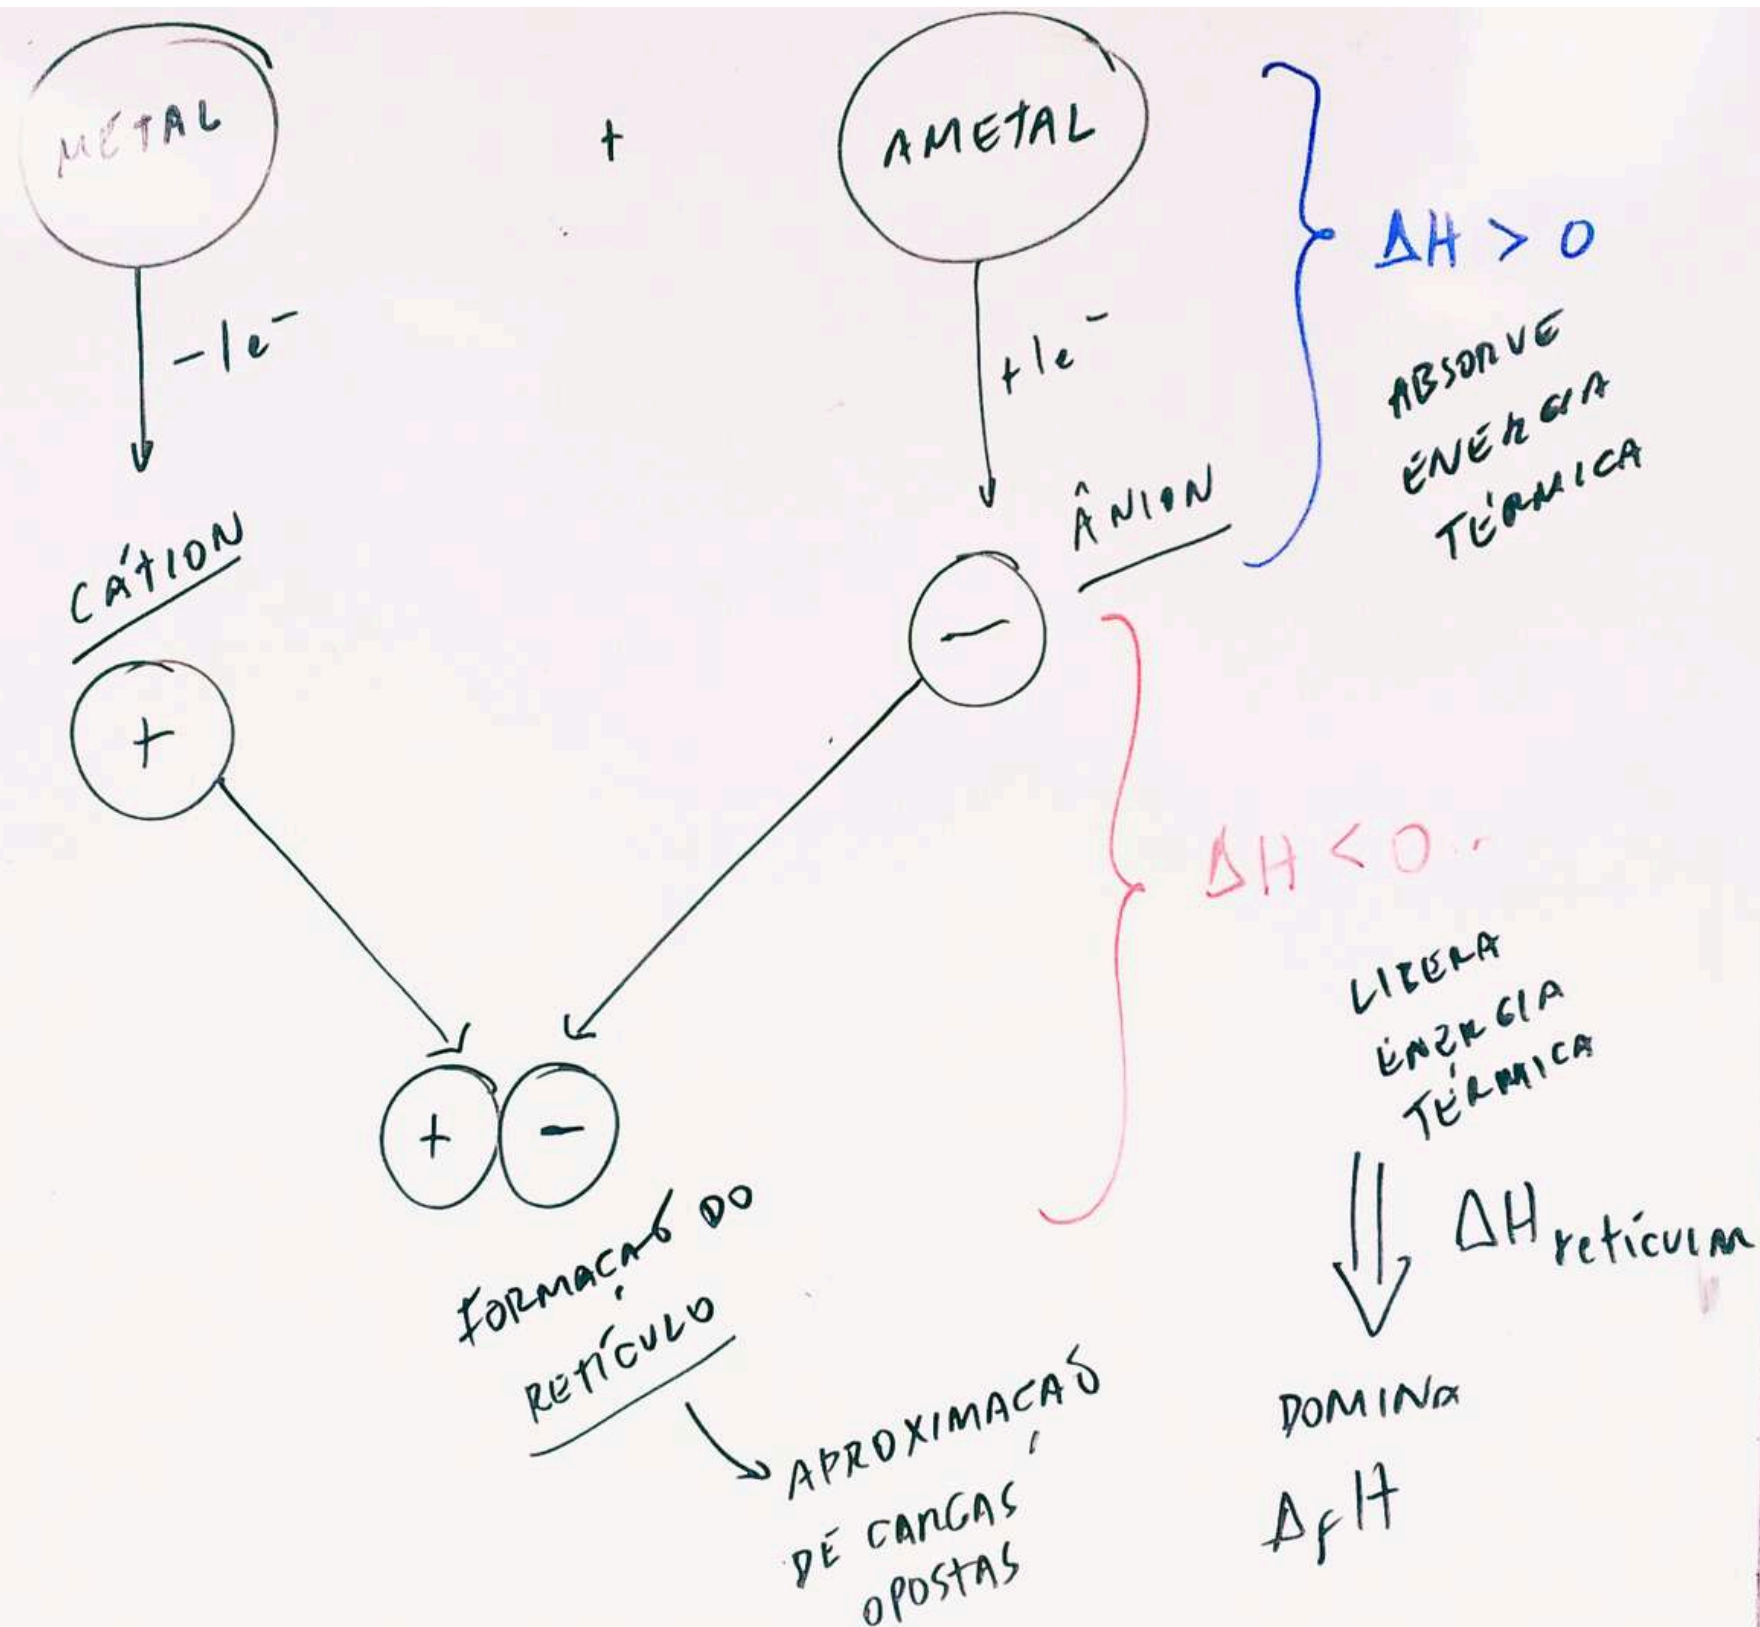 METAL + AMETAL
ΔH > 0
-1e⁻
+1e⁻
ABSORVE
ENERGIA
TÉRMICA
CÁTION
ÂNION
+
-
ΔH < 0
LIBERA
ENERGIA
TÉRMICA
+ -
ΔH retícular
FORMAÇÃO DO
RETÍCULO
APROXIMAÇÃO
DE CARGAS
OPOSTAS
DOMINA
ΔfH